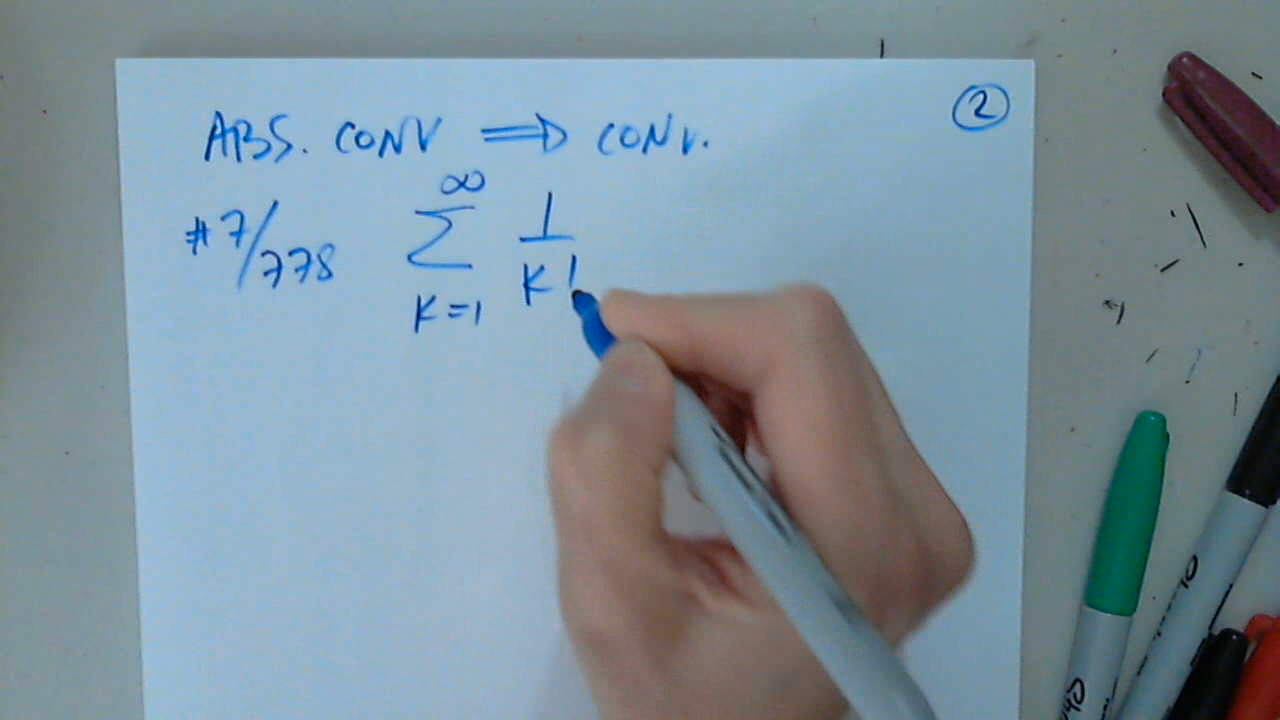 ②
ABS. CONV ⟹ CONV.
#7/778 ∞ ∑ K=1 1/K!